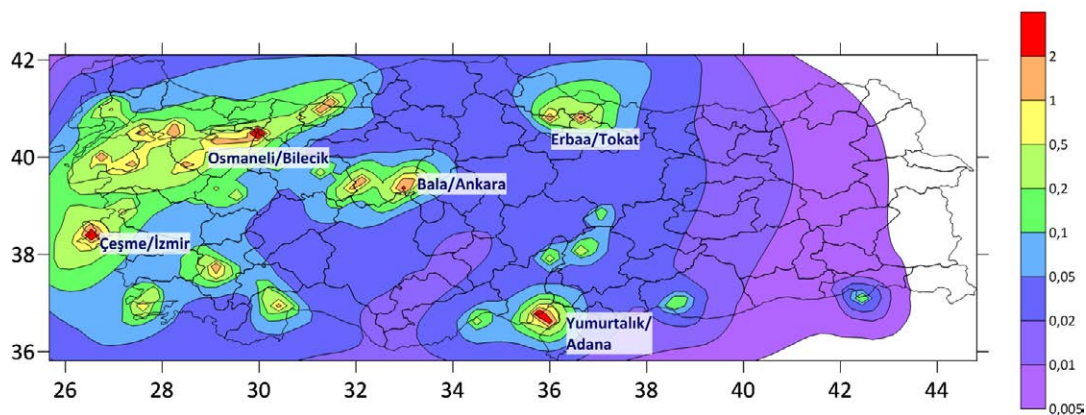 42
40
38
36
26 28 30 32 34 36 38 40 42 44
Osmaneli/Bilecik
Erbaa/Tokat
Bala/Ankara
Çeşme/İzmir
Yumurtalık/
Adana
2
1
0,5
0,2
0,1
0,05
0,02
0,01
0,005